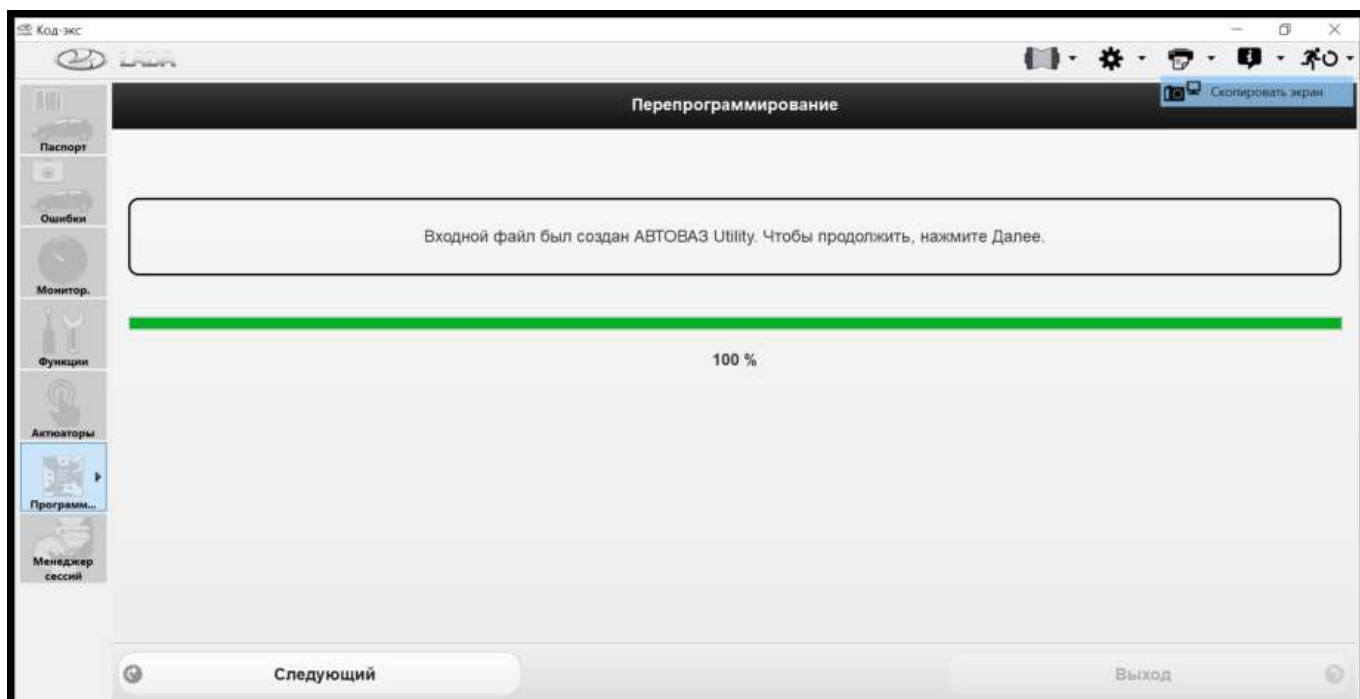 Код-экс
LADA
Скопировать экран
Перепрограммирование
Паспорт
Ошибки
Входной файл был создан АВТОВАЗ Utility. Чтобы продолжить, нажмите Далее.
Монитор.
100 %
Функции
Актюаторы
Программ...
Менеджер
сессий
Следующий
Выход